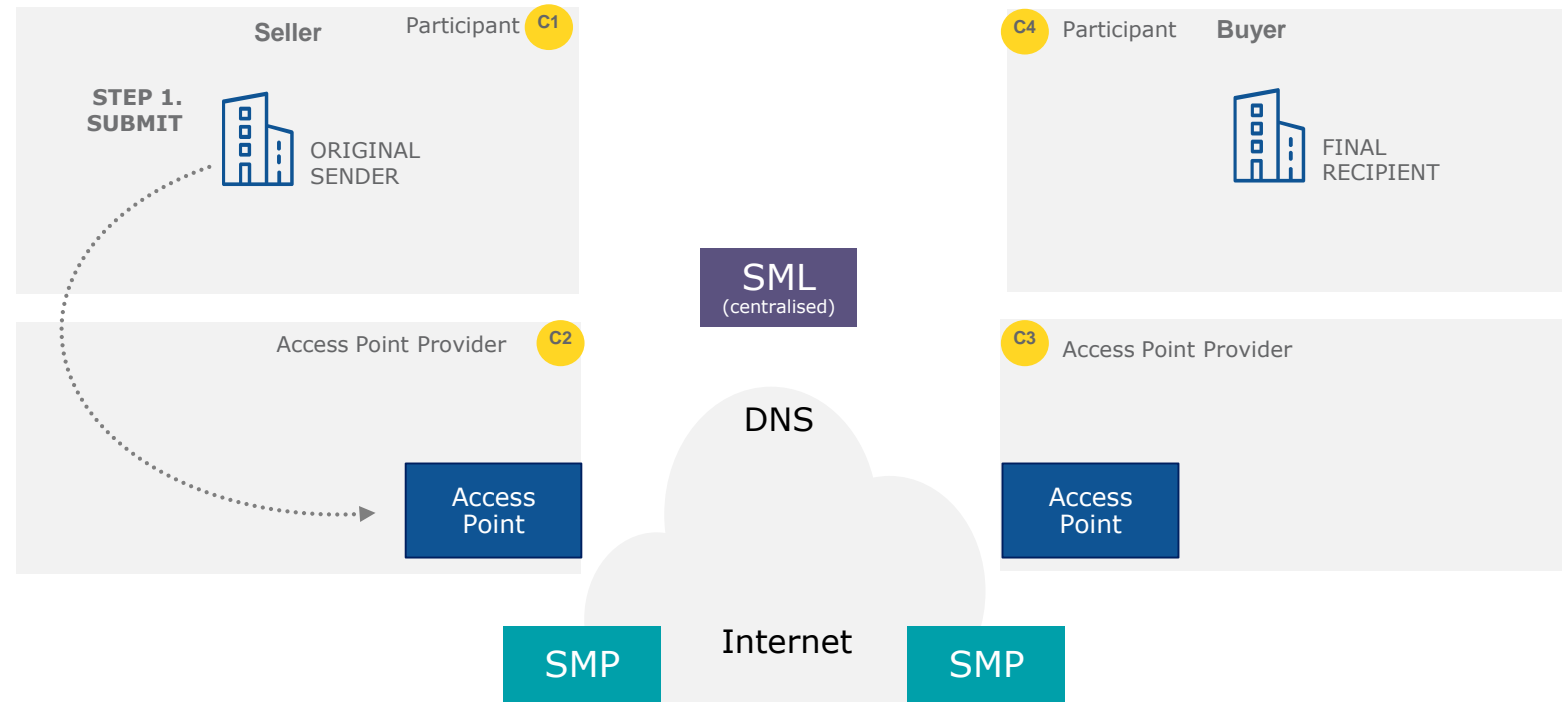 Seller
Participant
C1
STEP 1.
SUBMIT
ORIGINAL
SENDER
C4
Participant
Buyer
FINAL
RECIPIENT
SML
(centralised)
Access Point Provider
C2
C3
Access Point Provider
DNS
Access
Point
Access
Point
Internet
SMP
SMP